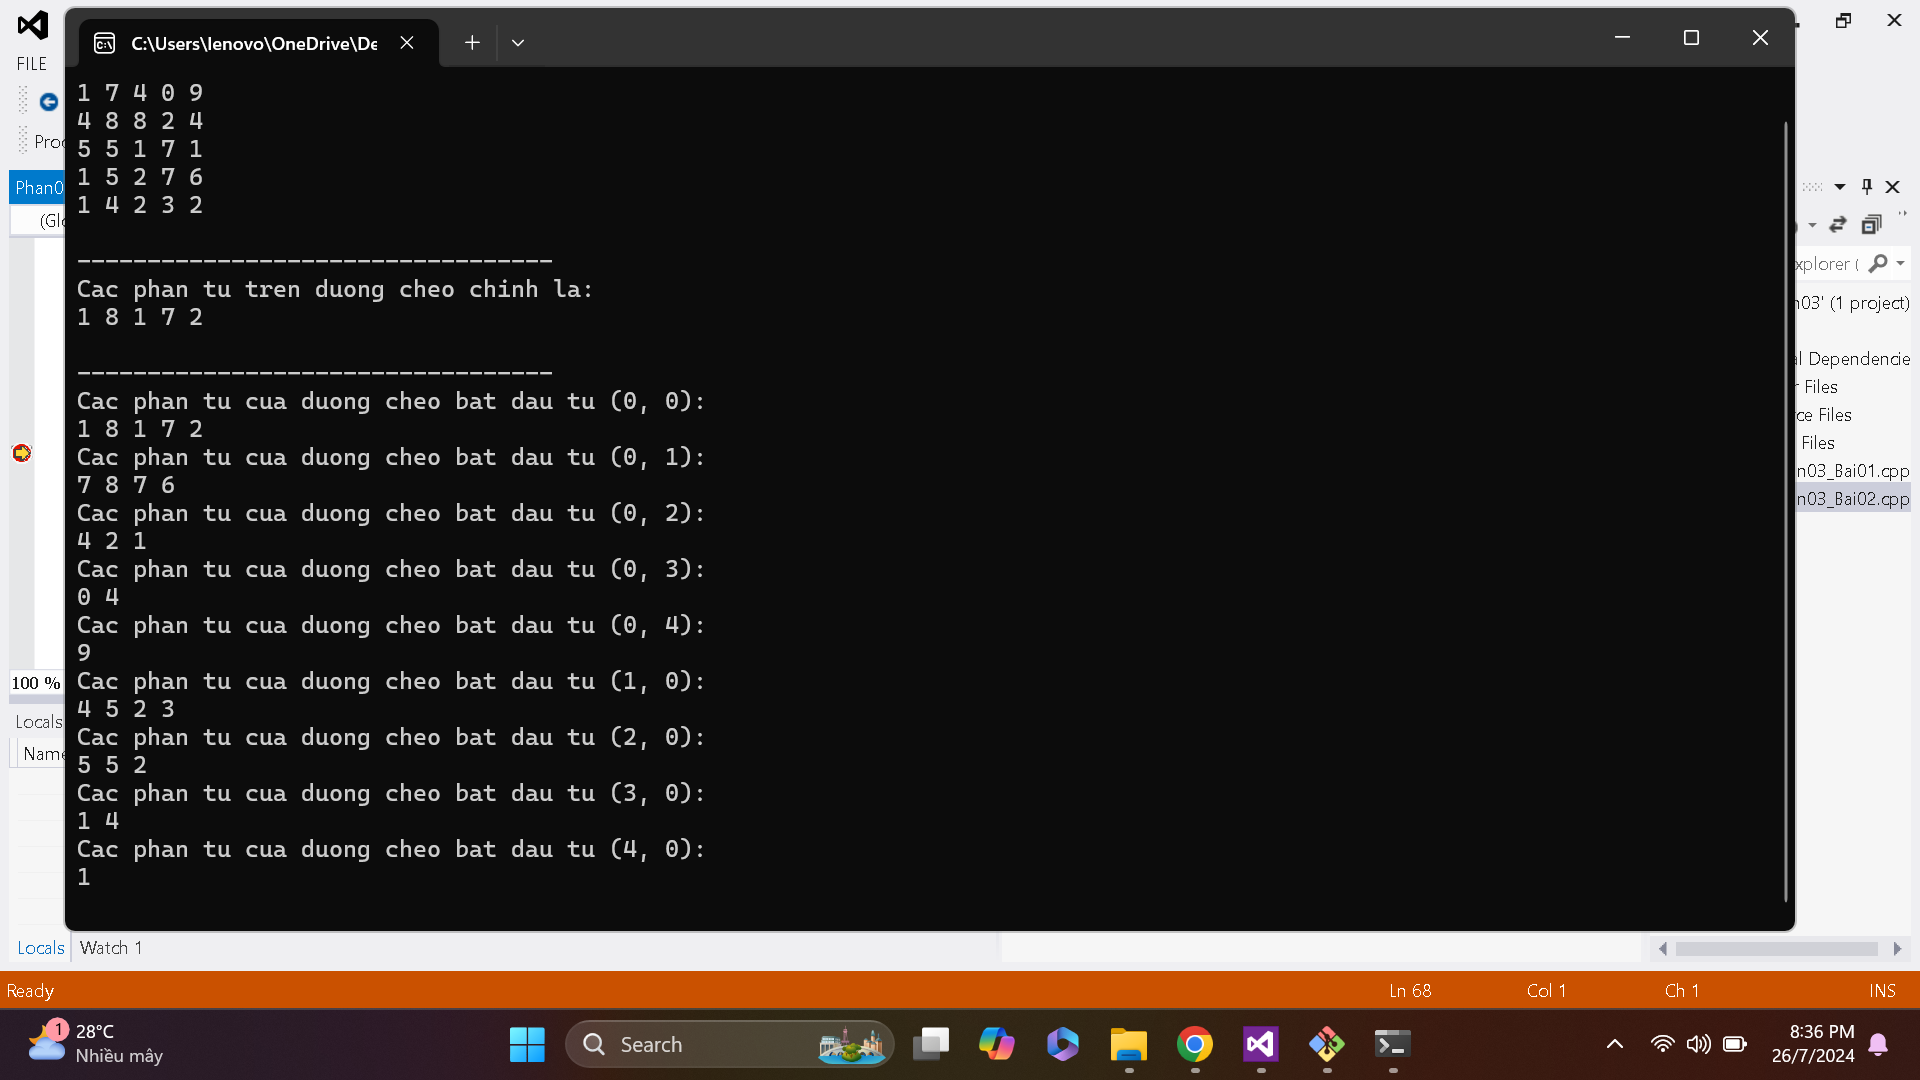 C:\Users\lenovo\OneDrive\De
FILE
1 7 4 0 9
4 8 8 2 4
5 5 1 7 1
1 5 2 7 6
1 4 2 3 2
----------------------------------
Cac phan tu tren duong cheo chinh la:
1 8 1 7 2
----------------------------------
Cac phan tu cua duong cheo bat dau tu (0, 0):
1 8 1 7 2
Cac phan tu cua duong cheo bat dau tu (0, 1):
7 8 7 6
Cac phan tu cua duong cheo bat dau tu (0, 2):
4 2 1
Cac phan tu cua duong cheo bat dau tu (0, 3):
0 4
Cac phan tu cua duong cheo bat dau tu (0, 4):
9
Cac phan tu cua duong cheo bat dau tu (1, 0):
4 5 2 3
Cac phan tu cua duong cheo bat dau tu (2, 0):
5 5 2
Cac phan tu cua duong cheo bat dau tu (3, 0):
1 4
Cac phan tu cua duong cheo bat dau tu (4, 0):
1
Proc
Phan0
(Glo
100 %
Locals
Name
Locals
Watch 1
xplorer (
n03' (1 project)
al Dependencie
r Files
rce Files
Files
n03_Bai01.cpp
n03_Bai02.cpp
Ready
Ln 68
Col 1
Ch 1
INS
1
28°C
Nhiều mây
Search
8:36 PM
26/7/2024